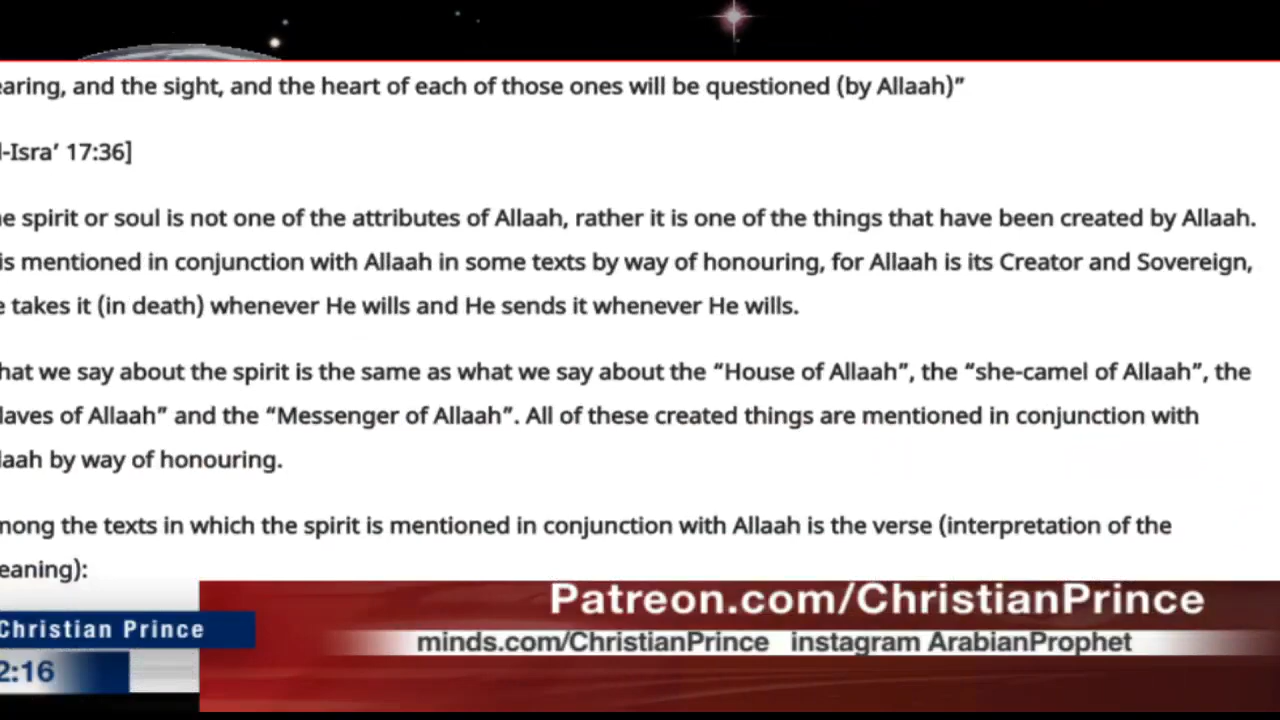 earing, and the sight, and the heart of each of those ones will be questioned (by Allaah)”
l-Isra’ 17:36]
e spirit or soul is not one of the attributes of Allaah, rather it is one of the things that have been created by Allaah.
is mentioned in conjunction with Allaah in some texts by way of honouring, for Allaah is its Creator and Sovereign,
e takes it (in death) whenever He wills and He sends it whenever He wills.
hat we say about the spirit is the same as what we say about the “House of Allaah”, the “she-camel of Allaah”, the
laves of Allaah” and the “Messenger of Allaah”. All of these created things are mentioned in conjunction with
laah by way of honouring.
mong the texts in which the spirit is mentioned in conjunction with Allaah is the verse (interpretation of the
eaning):
Patreon.com/ChristianPrince
Christian Prince
minds.com/ChristianPrince instagram ArabianProphet
2:16